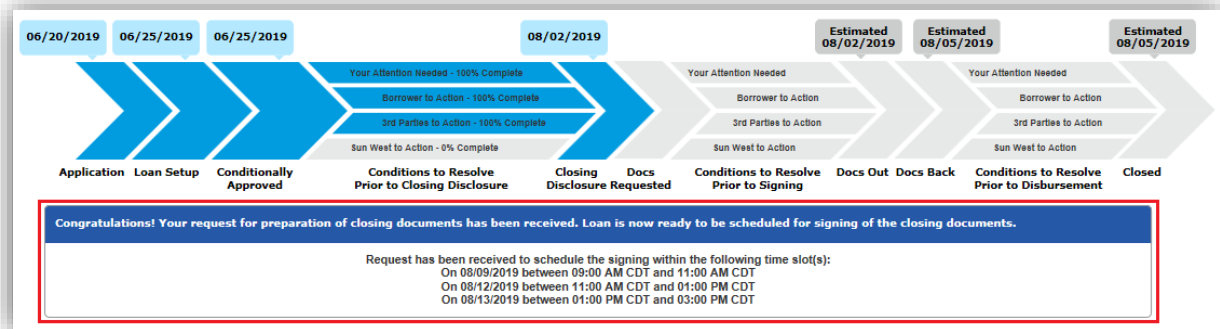 06/20/2019 06/25/2019 06/25/2019 08/02/2019 Estimated 08/02/2019 Estimated 08/05/2019 Estimated 08/05/2019
Your Attention Needed - 100% Complete
Borrower to Action - 100% Complete
3rd Parties to Action - 100% Complete
Sun West to Action - 0% Complete
Your Attention Needed
Borrower to Action
3rd Parties to Action
Sun West to Action
Your Attention Needed
Borrower to Action
3rd Parties to Action
Sun West to Action
Application
Loan Setup
Conditionally
Approved
Conditions to Resolve
Prior to Closing Disclosure
Closing
Disclosure
Docs
Requested
Conditions to Resolve
Prior to Signing
Docs Out
Docs Back
Conditions to Resolve
Prior to Disbursement
Closed
Congratulations! Your request for preparation of closing documents has been received. Loan is now ready to be scheduled for signing of the closing documents.
Request has been received to schedule the signing within the following time slot(s):
On 08/09/2019 between 09:00 AM CDT and 11:00 AM CDT
On 08/12/2019 between 11:00 AM CDT and 01:00 PM CDT
On 08/13/2019 between 01:00 PM CDT and 03:00 PM CDT